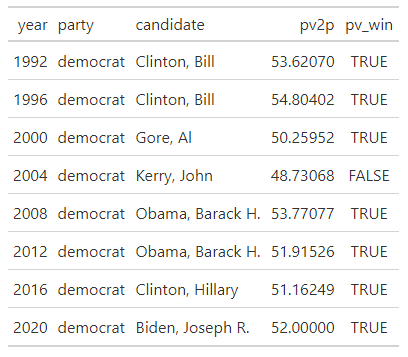 year party candidate pv2p pv_win
1992 democrat Clinton, Bill 53.62070 TRUE
1996 democrat Clinton, Bill 54.80402 TRUE
2000 democrat Gore, Al 50.25952 TRUE
2004 democrat Kerry, John 48.73068 FALSE
2008 democrat Obama, Barack H. 53.77077 TRUE
2012 democrat Obama, Barack H. 51.91526 TRUE
2016 democrat Clinton, Hillary 51.16249 TRUE
2020 democrat Biden, Joseph R. 52.00000 TRUE